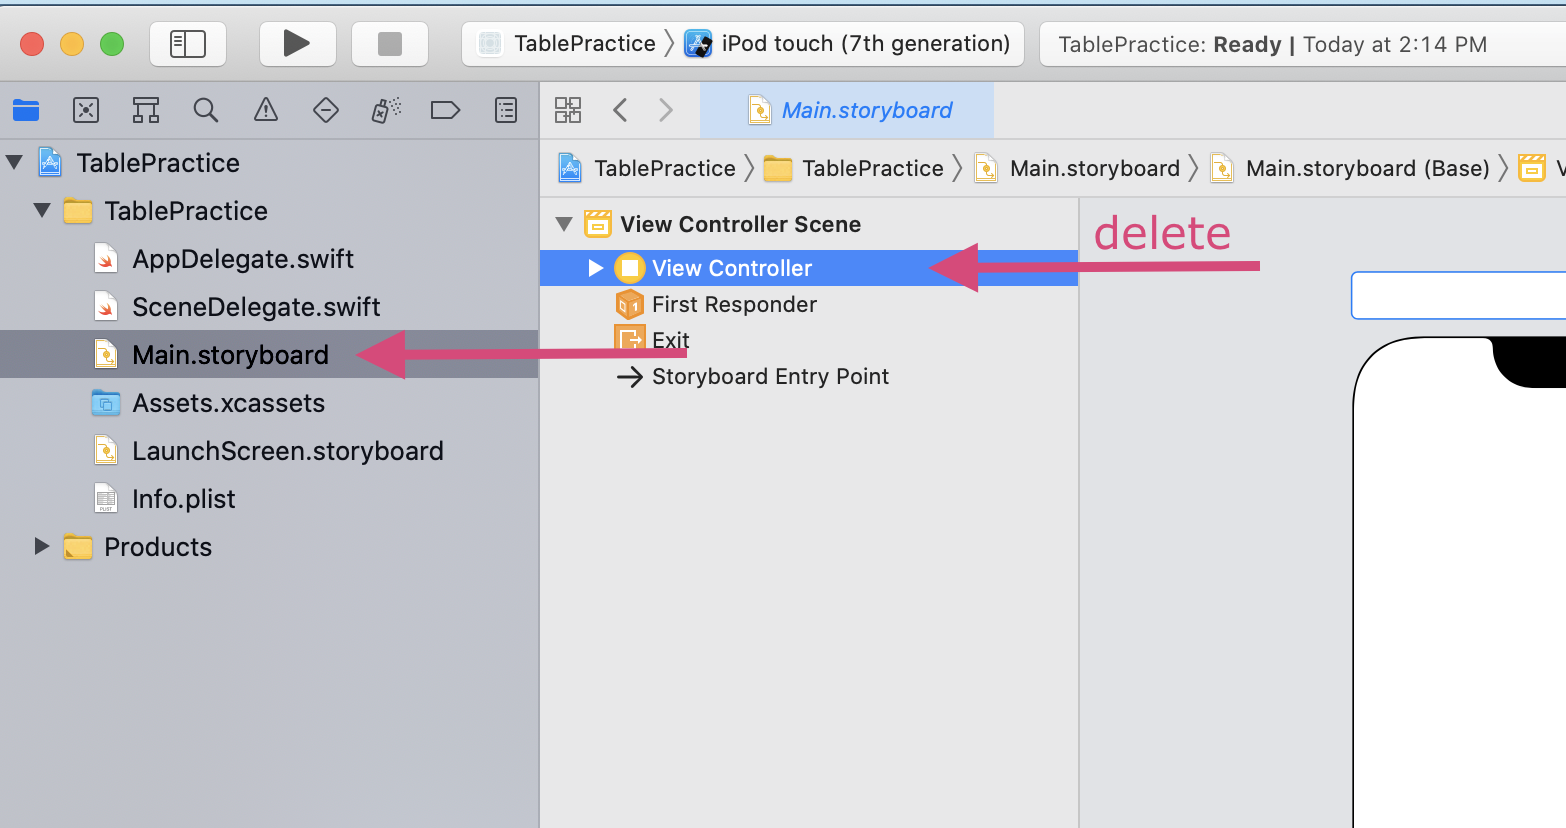 TablePractice iPod touch (7th generation)
TablePractice: Ready | Today at 2:14 PM
Main.storyboard
TablePractice TablePractice Main.storyboard Main.storyboard (Base) V
TablePractice
TablePractice
AppDelegate.swift
SceneDelegate.swift
Main.storyboard
Assets.xcassets
LaunchScreen.storyboard
PLIST
Info.plist
Products
View Controller Scene
View Controller
First Responder
Exit
Storyboard Entry Point
delete